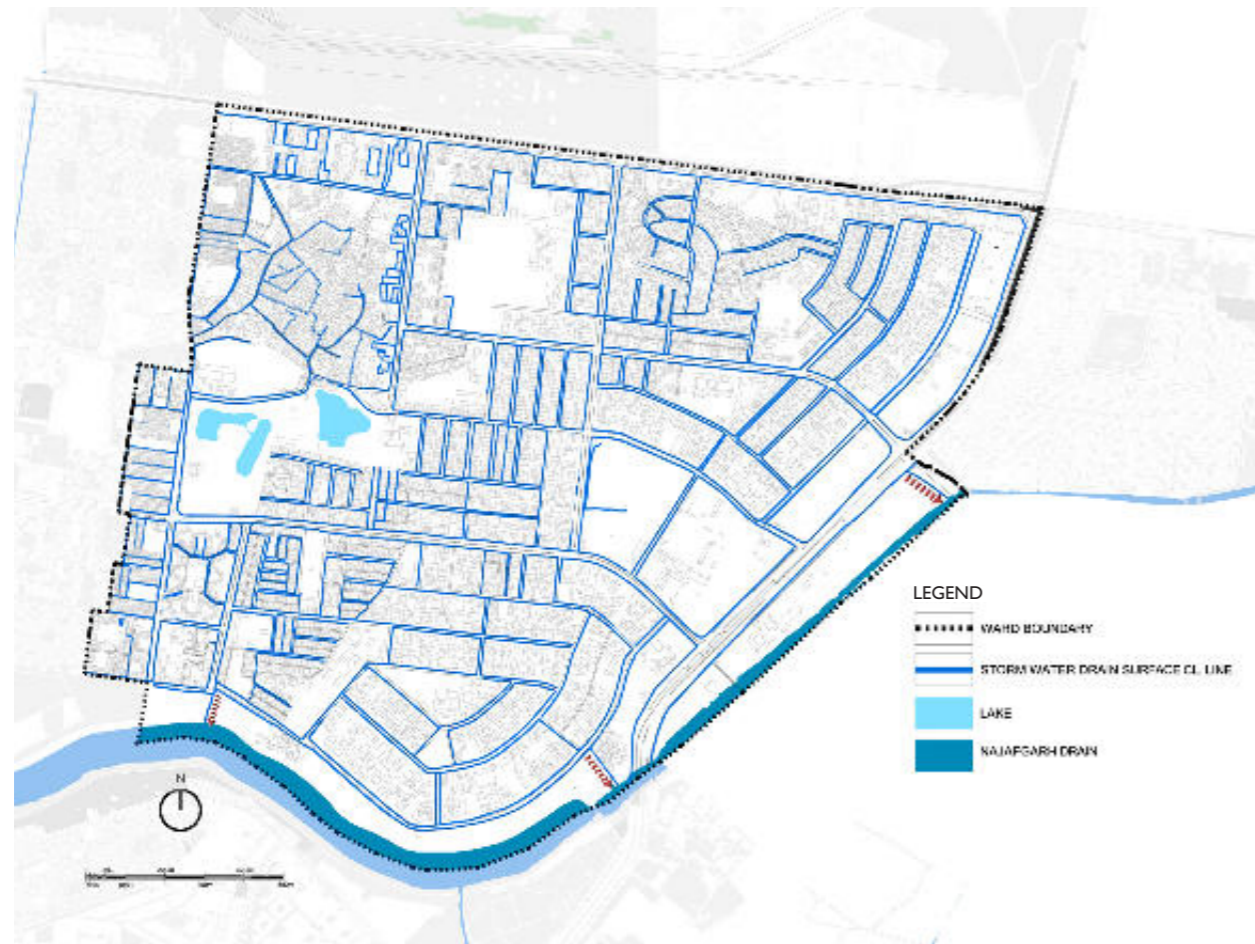 LEGEND
WARD BOUNDARY
STORM WATER DRAIN SURFACE CL LINE
LAKE
NAJAFGARH DRAIN
N